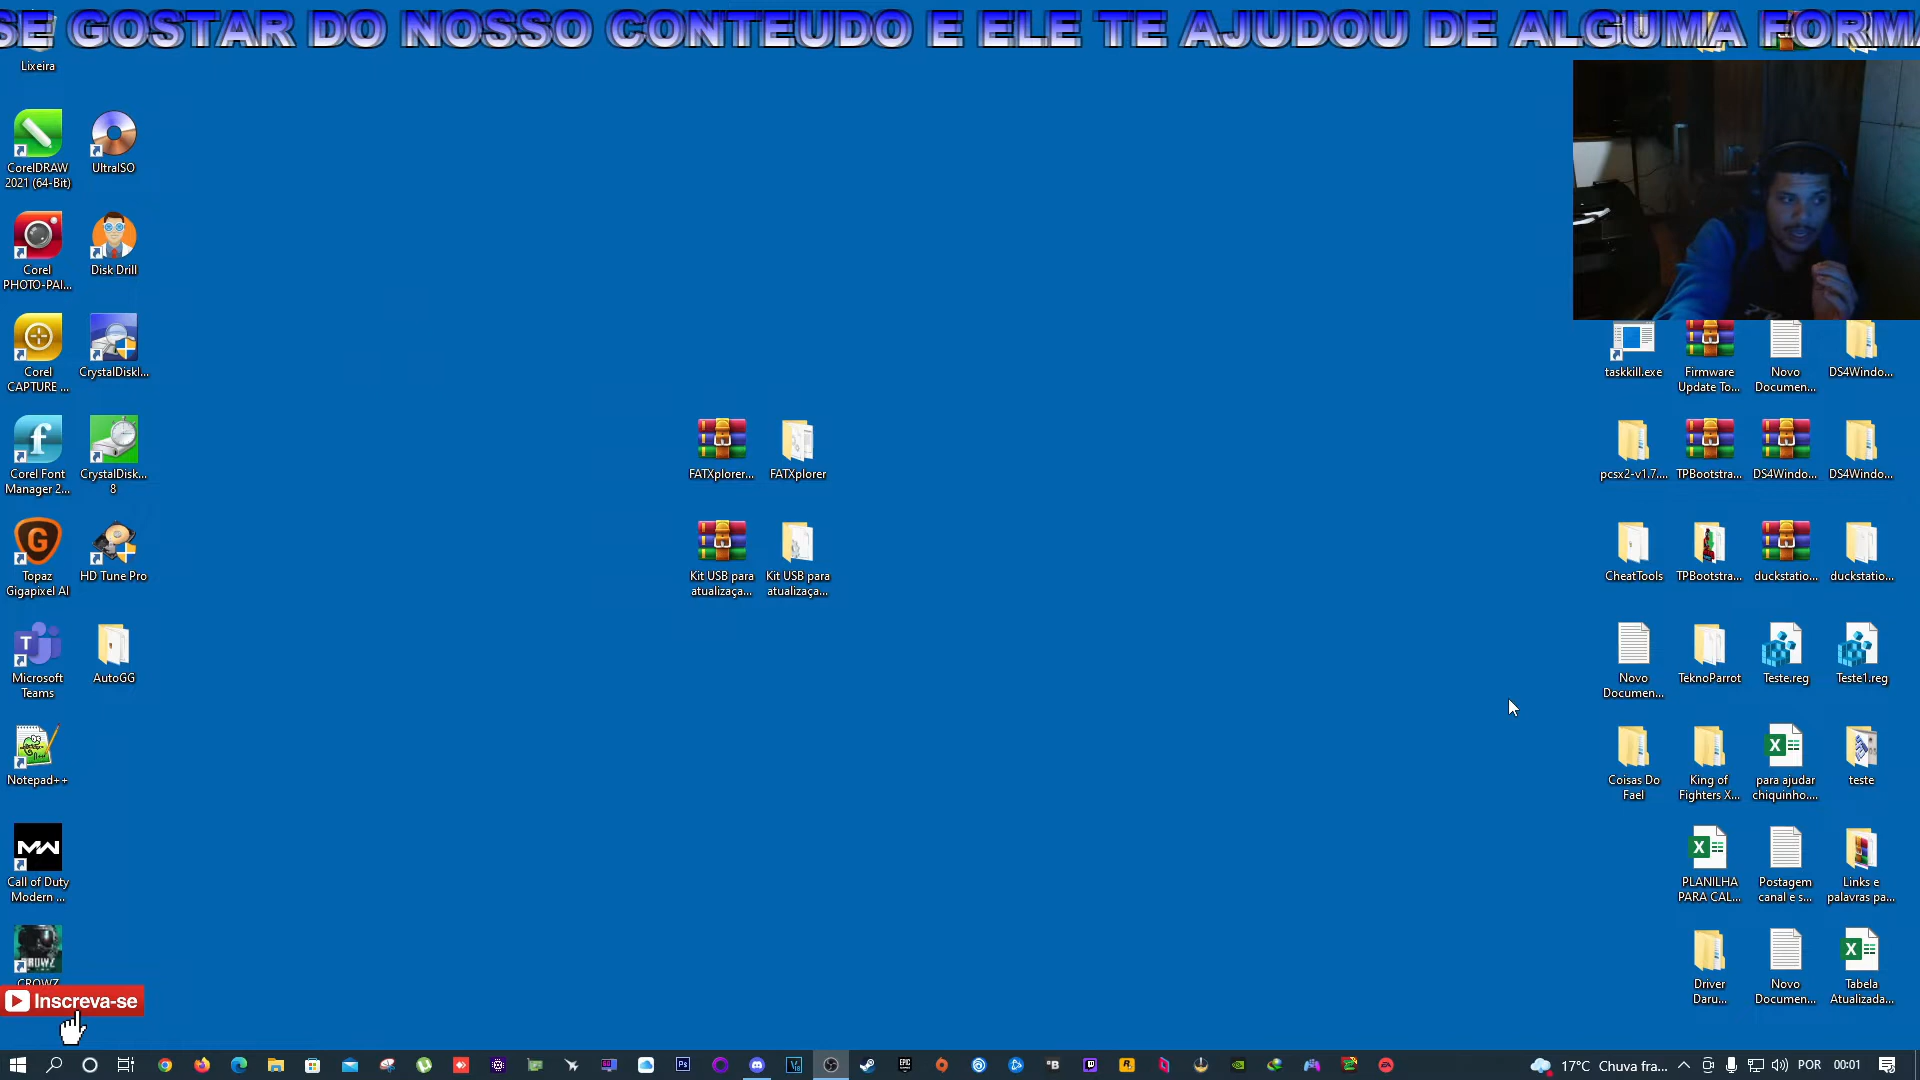 SE GOSTAR DO NOSSO CONTEUDO E ELE TE AJUDOU DE ALGUMA FORMA
Lixeira
CorelDRAW
2021 (64-Bit)
UltraISO
Corel
PHOTO-PAI...
Disk Drill
Corel
CAPTURE ...
CrystalDiskI...
Corel Font
Manager 2...
CrystalDisk...
8
Topaz
Gigapixel AI
HD Tune Pro
Microsoft
Teams
AutoGG
Notepad++
Call of Duty
Modern ...
CROWZ
Inscreva-se
FATXplorer...
FATXplorer
Kit USB para
atualizaça...
Kit USB para
atualizaça...
taskkill.exe
Firmware
Update To...
Novo
Documen...
DS4Windo...
pcsx2-v1.7....
TPBootstra...
DS4Windo...
DS4Windo...
CheatTools
TPBootstra...
duckstatio...
duckstatio...
Novo
Documen...
TeknoParrot
Teste.reg
Teste1.reg
Coisas Do
Fael
King of
Fighters X...
para ajudar
chiquinho....
teste
PLANILHA
PARA CAL...
Postagem
canal e s...
Links e
palavras pa...
Driver
Daru...
Novo
Documen...
Tabela
Atualizada...
17°C Chuva fra...
POR
00:01